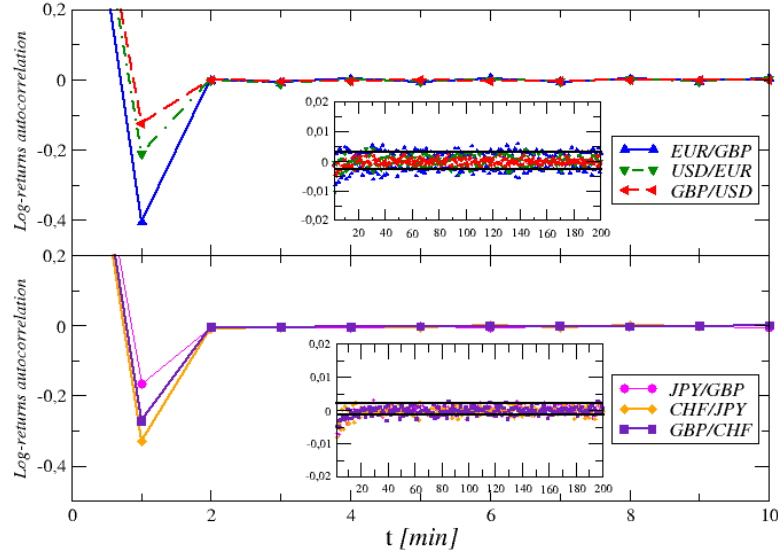 0,2
0
-0,2
-0,4
Log-returns autocorrelation
0,02
0,01
0
-0,01
-0,02
20 40 60 80 100 120 140 160 180 200
EUR/GBP
USD/EUR
GBP/USD
0,2
0
-0,2
-0,4
Log-returns autocorrelation
0,02
0,01
0
-0,01
-0,02
20 40 60 80 100 120 140 160 180 200
JPY/GBP
CHF/JPY
GBP/CHF
0 2 4 6 8 10
t [min]